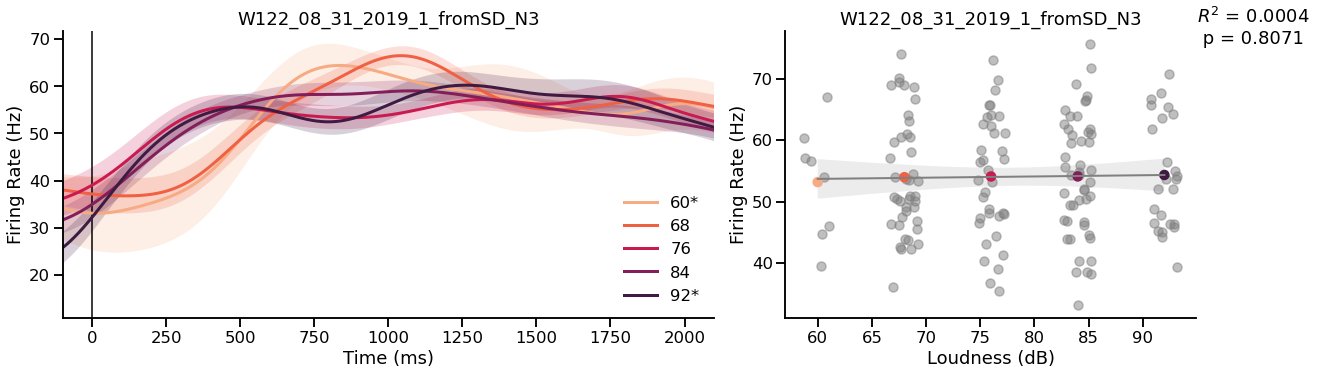 W122_08_31_2019_1_fromSD_N3
70
60
50
40
30
20
Firing Rate (Hz)
0 250 500 750 1000 1250 1500 1750 2000
Time (ms)
60*
68
76
84
92*
W122_08_31_2019_1_fromSD_N3
R² = 0.0004
p = 0.8071
70
60
50
40
Firing Rate (Hz)
60 65 70 75 80 85 90
Loudness (dB)